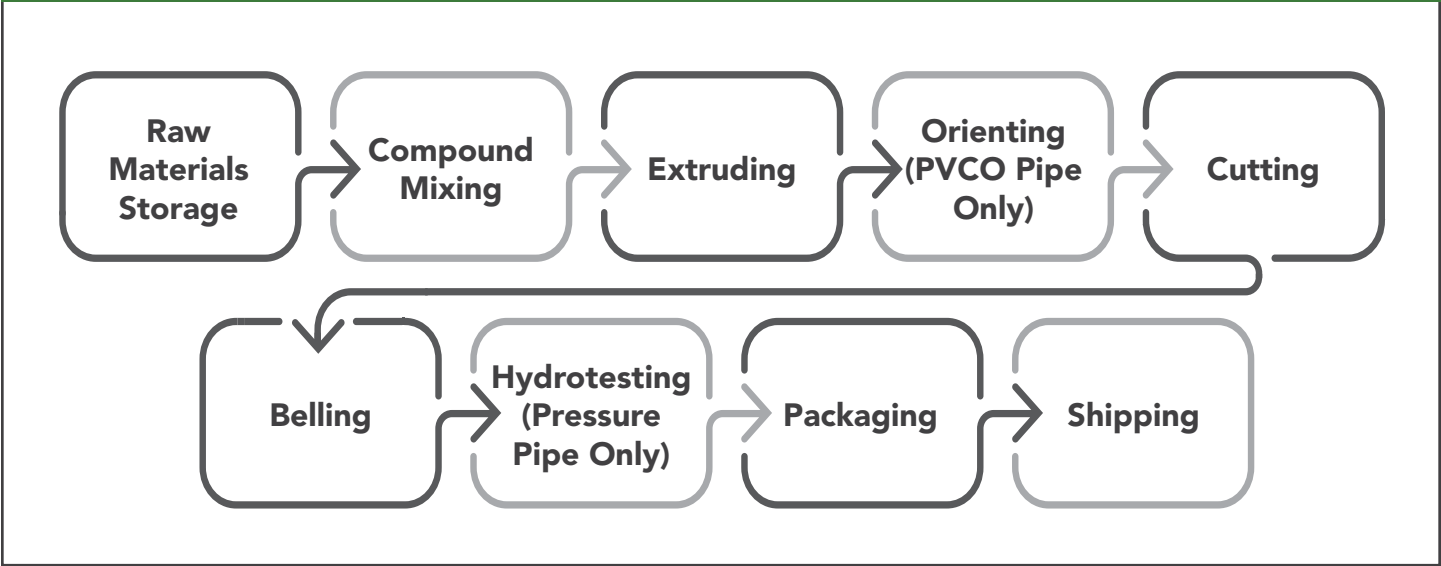 Raw
Materials
Storage
Compound
Mixing
Extruding
Orienting
(PVCO Pipe
Only)
Cutting
Belling
Hydrotesting
(Pressure
Pipe Only)
Packaging
Shipping